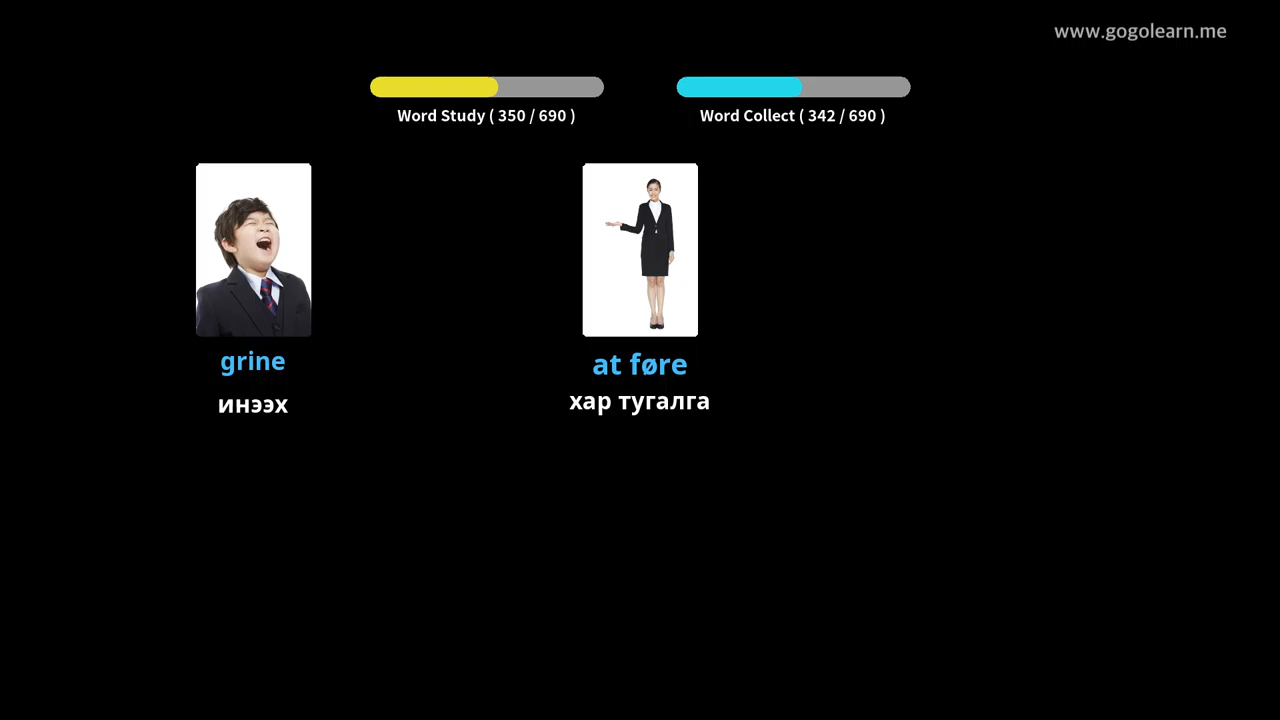 www.gogolearn.me
Word Study ( 350 / 690 )
Word Collect ( 342 / 690 )
grine
инээх
at føre
хар тугалга